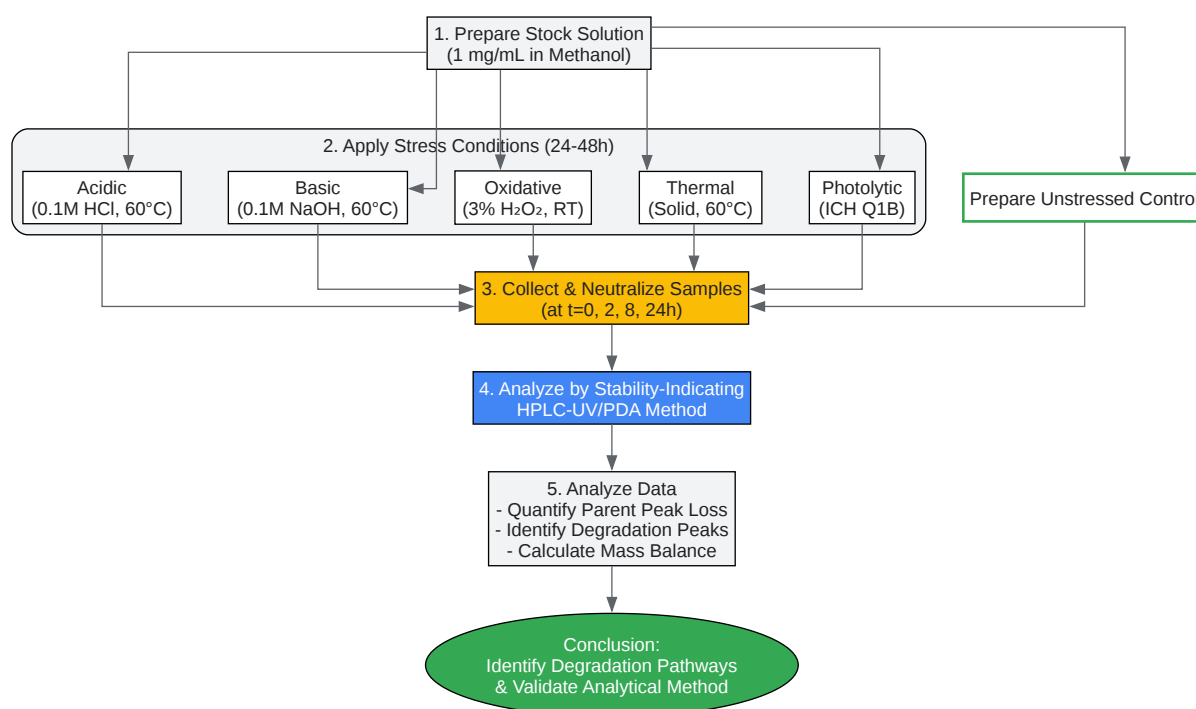 1. Prepare Stock Solution
(1 mg/mL in Methanol)
2. Apply Stress Conditions (24-48h)
Acidic
(0.1M HCl, 60°C)
Basic
(0.1M NaOH, 60°C)
Oxidative
(3% H₂O₂, RT)
Thermal
(Solid, 60°C)
Photolytic
(ICH Q1B)
Prepare Unstressed Contro
3. Collect & Neutralize Samples
(at t=0, 2, 8, 24h)
4. Analyze by Stability-Indicating
HPLC-UV/PDA Method
5. Analyze Data
- Quantify Parent Peak Loss
- Identify Degradation Peaks
- Calculate Mass Balance
Conclusion:
Identify Degradation Pathways
& Validate Analytical Method